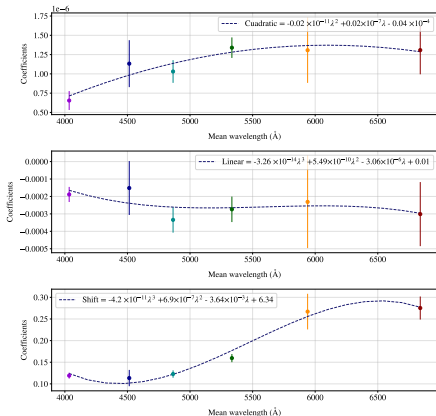 1e−6
Quadratic = -0.02 ×10⁻¹¹λ² +0.02×10⁻⁷λ - 0.04 ×10⁻⁴
1.75
1.50
1.25
1.00
0.75
0.50
Coefficients
4000 4500 5000 5500 6000 6500
Mean wavelength (Å)
Linear = -3.26 ×10⁻¹⁴λ³ +5.49×10⁻¹⁰λ² - 3.06×10⁻⁶λ + 0.01
0.0000
−0.0001
−0.0002
−0.0003
−0.0004
−0.0005
Coefficients
4000 4500 5000 5500 6000 6500
Mean wavelength (Å)
Shift = -4.2 ×10⁻¹¹λ³ +6.9×10⁻⁷λ² - 3.64×10⁻³λ + 6.34
0.30
0.25
0.20
0.15
0.10
Coefficients
4000 4500 5000 5500 6000 6500
Mean wavelength (Å)